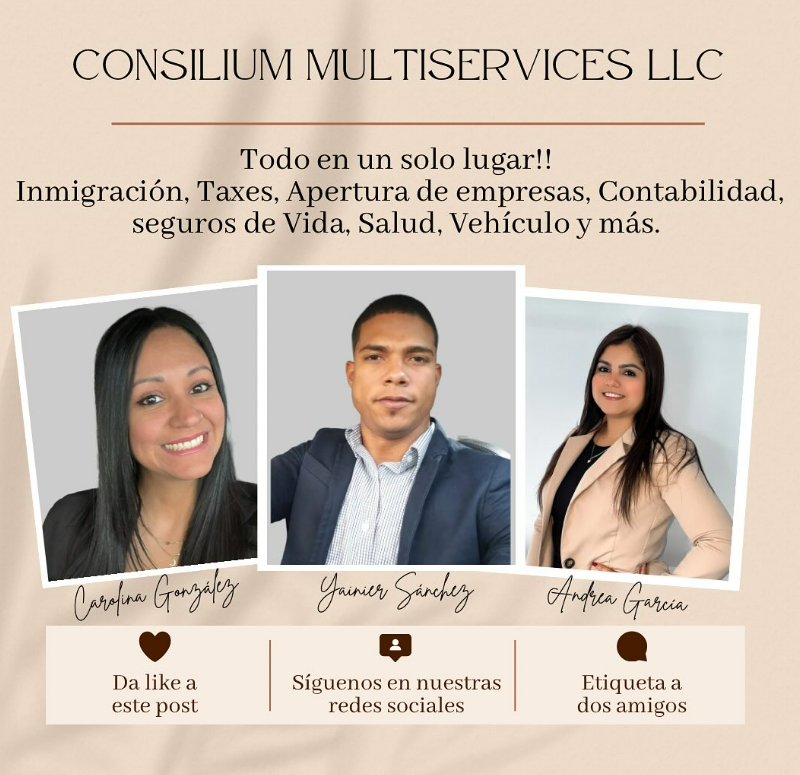 CONSILIUM MULTISERVICES LLC
Todo en un solo lugar!!
Inmigración, Taxes, Apertura de empresas, Contabilidad,
seguros de Vida, Salud, Vehículo y más.
Carolina González
Yainier Sánchez
Andrea García
Da like a
este post
Síguenos en nuestras
redes sociales
Etiqueta a
dos amigos